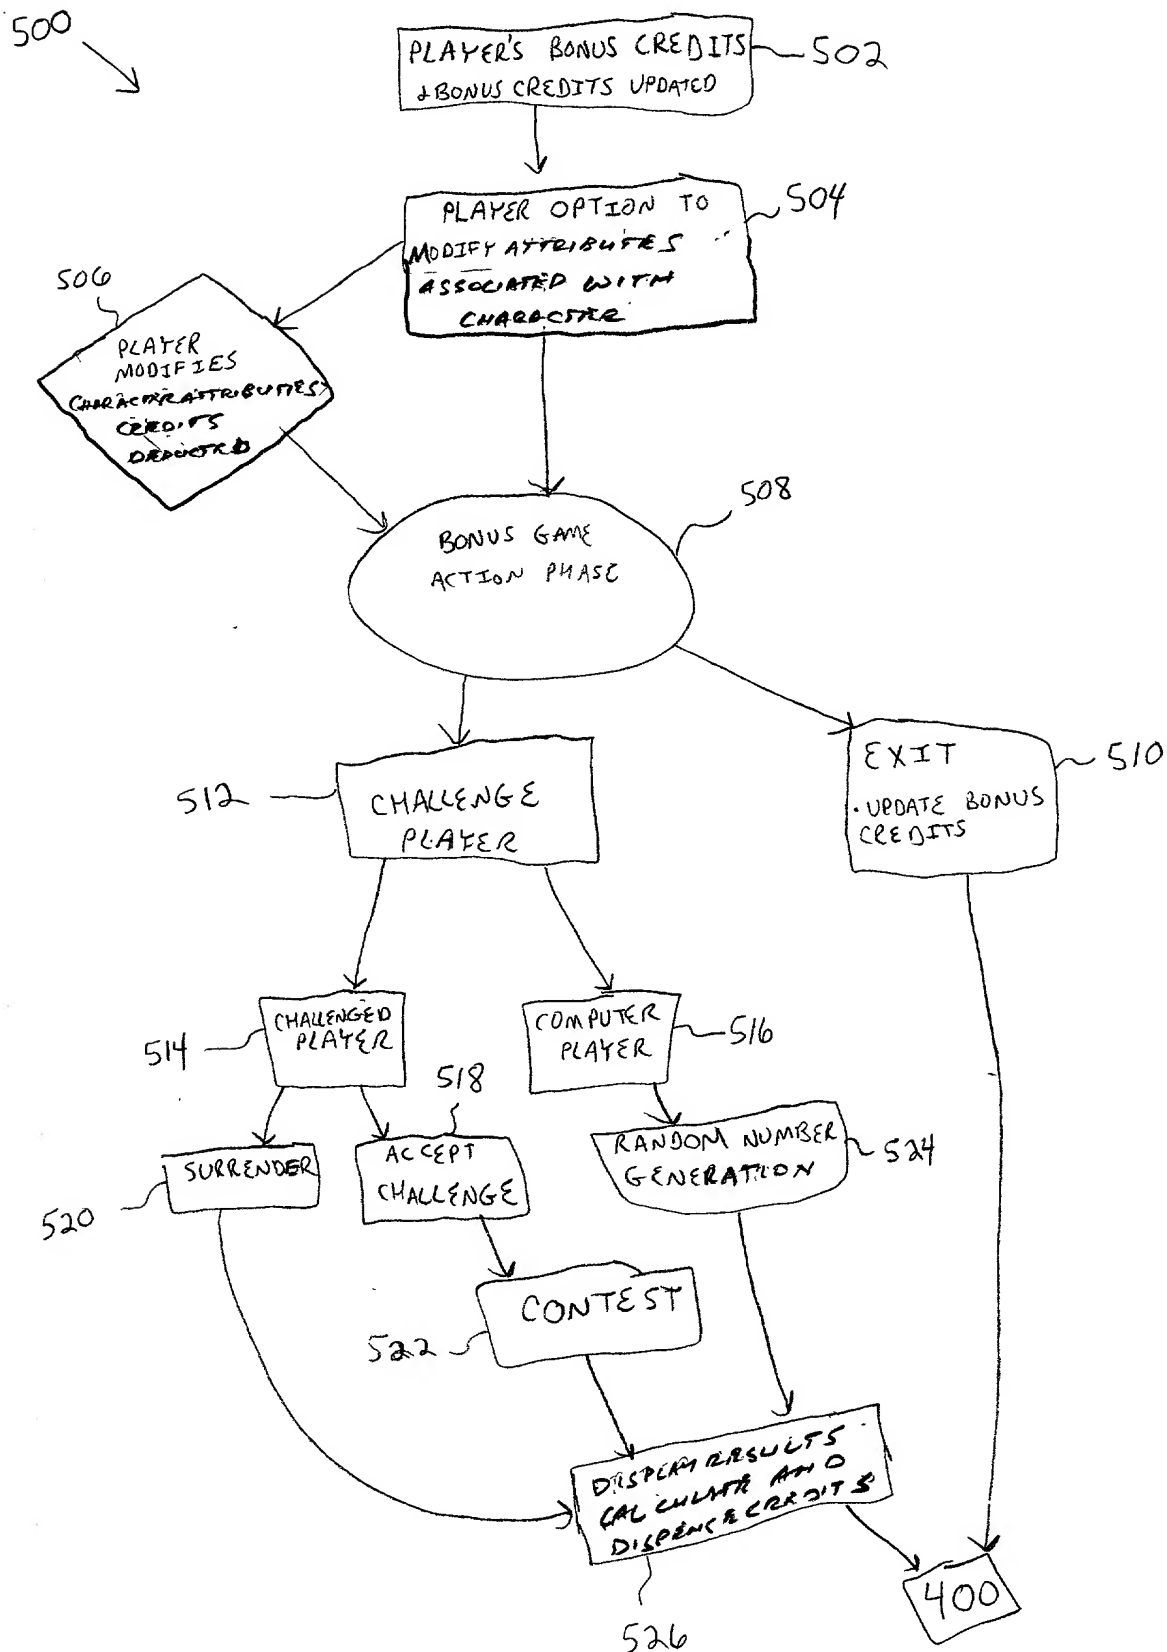 500
PLAYER'S BONUS CREDITS
& BONUS CREDITS UPDATED
502
PLAYER OPTION TO
MODIFY ATTRIBUTES
ASSOCIATED WITH
CHARACTER
504
506
PLAYER
MODIFIES
CHARACTER ATTRIBUTES,
CREDITS
DEDUCTED
BONUS GAME
ACTION PHASE
508
512
CHALLENGE
PLAYER
EXIT
· UPDATE BONUS
CREDITS
510
514
CHALLENGED
PLAYER
COMPUTER
PLAYER
516
518
520
SURRENDER
ACCEPT
CHALLENGE
RANDOM NUMBER
GENERATION
524
522
CONTEST
DISPLAY RESULTS
CALCULATE AND
DISPENSE CREDITS
526
400